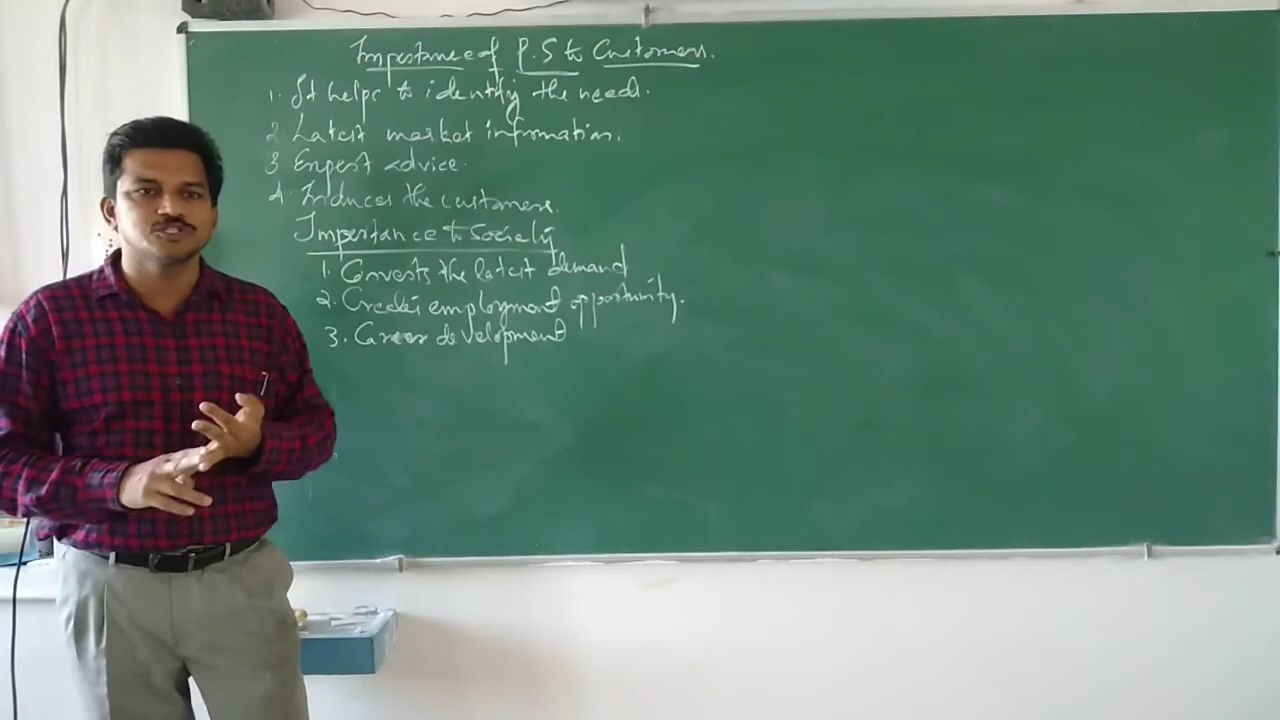 Importance of P.S to Customers.
1. It helps to identify the needs.
2 Latest market information.
3 Expert advice.
4. Induces the customers.
Importance to Society
1. Converts the latest demand
2. Creates employment opportunity.
3. Career development